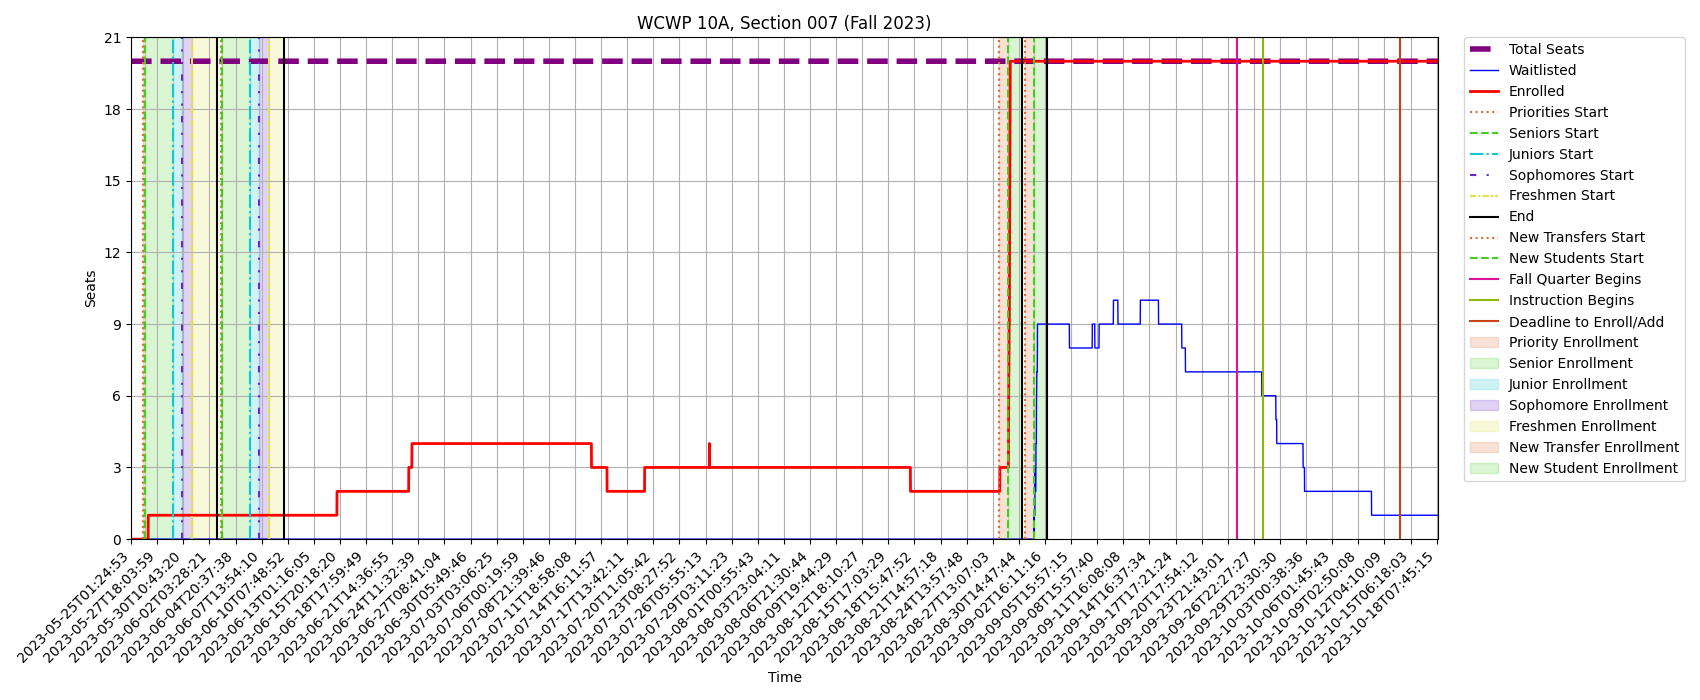 WCWP 10A, Section 007 (Fall 2023)
21
18
15
12
9
6
3
0
Seats
2023-05-25T01:24:53
2023-05-27T18:03:59
2023-05-30T10:43:20
2023-06-02T03:28:21
2023-06-04T20:37:38
2023-06-07T13:54:10
2023-06-10T07:48:52
2023-06-13T01:16:05
2023-06-15T20:18:20
2023-06-18T17:59:49
2023-06-21T14:36:55
2023-06-24T11:32:39
2023-06-27T08:41:04
2023-06-30T05:49:46
2023-07-03T03:06:25
2023-07-06T00:19:59
2023-07-08T21:39:46
2023-07-11T18:58:08
2023-07-14T16:11:57
2023-07-17T13:42:11
2023-07-20T11:05:42
2023-07-23T08:27:52
2023-07-26T05:55:13
2023-07-29T03:11:23
2023-08-01T00:55:43
2023-08-03T23:04:11
2023-08-06T21:30:44
2023-08-09T19:44:29
2023-08-12T18:10:27
2023-08-15T17:03:29
2023-08-18T15:47:52
2023-08-21T14:57:18
2023-08-24T13:57:48
2023-08-27T13:07:03
2023-08-30T14:47:44
2023-09-02T16:11:16
2023-09-05T15:57:15
2023-09-08T15:57:40
2023-09-11T16:08:08
2023-09-14T16:37:34
2023-09-17T17:21:24
2023-09-20T17:54:12
2023-09-23T21:43:01
2023-09-26T22:27:27
2023-09-29T23:30:30
2023-10-03T00:38:36
2023-10-06T01:45:43
2023-10-09T02:50:08
2023-10-12T04:10:09
2023-10-15T06:18:03
2023-10-18T07:45:15
Time
Total Seats
Waitlisted
Enrolled
Priorities Start
Seniors Start
Juniors Start
Sophomores Start
Freshmen Start
End
New Transfers Start
New Students Start
Fall Quarter Begins
Instruction Begins
Deadline to Enroll/Add
Priority Enrollment
Senior Enrollment
Junior Enrollment
Sophomore Enrollment
Freshmen Enrollment
New Transfer Enrollment
New Student Enrollment